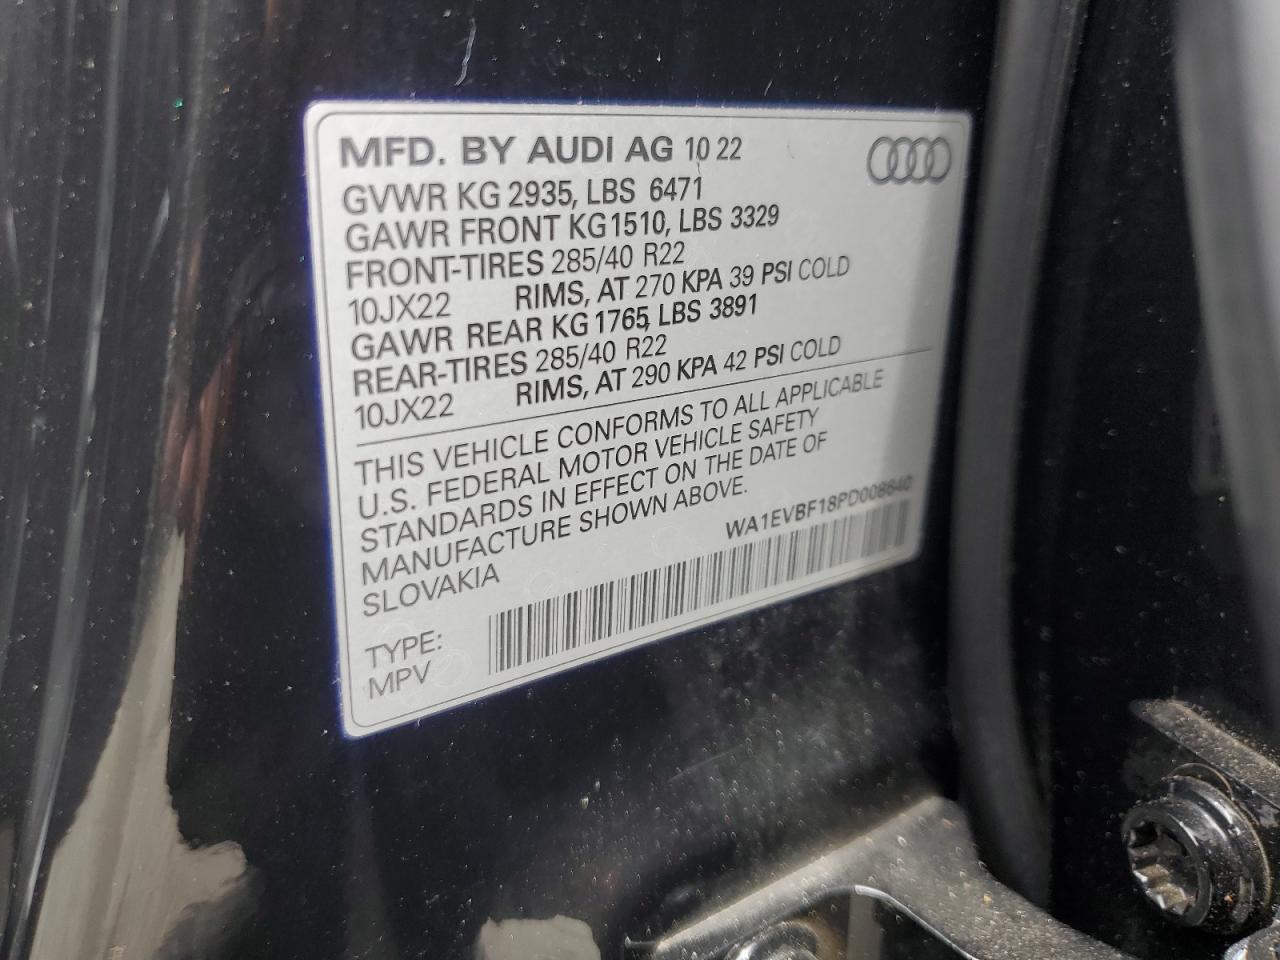 MFD. BY AUDI AG 10 22
GVWR KG 2935, LBS 6471
GAWR FRONT KG 1510, LBS 3329
FRONT-TIRES 285/40 R22
10JX22 RIMS, AT 270 KPA 39 PSI COLD
GAWR REAR KG 1765, LBS 3891
REAR-TIRES 285/40 R22
10JX22 RIMS, AT 290 KPA 42 PSI COLD
THIS VEHICLE CONFORMS TO ALL APPLICABLE
U.S. FEDERAL MOTOR VEHICLE SAFETY
STANDARDS IN EFFECT ON THE DATE OF
MANUFACTURE SHOWN ABOVE.
SLOVAKIA
WA1EVBF18PD008640
TYPE:
MPV